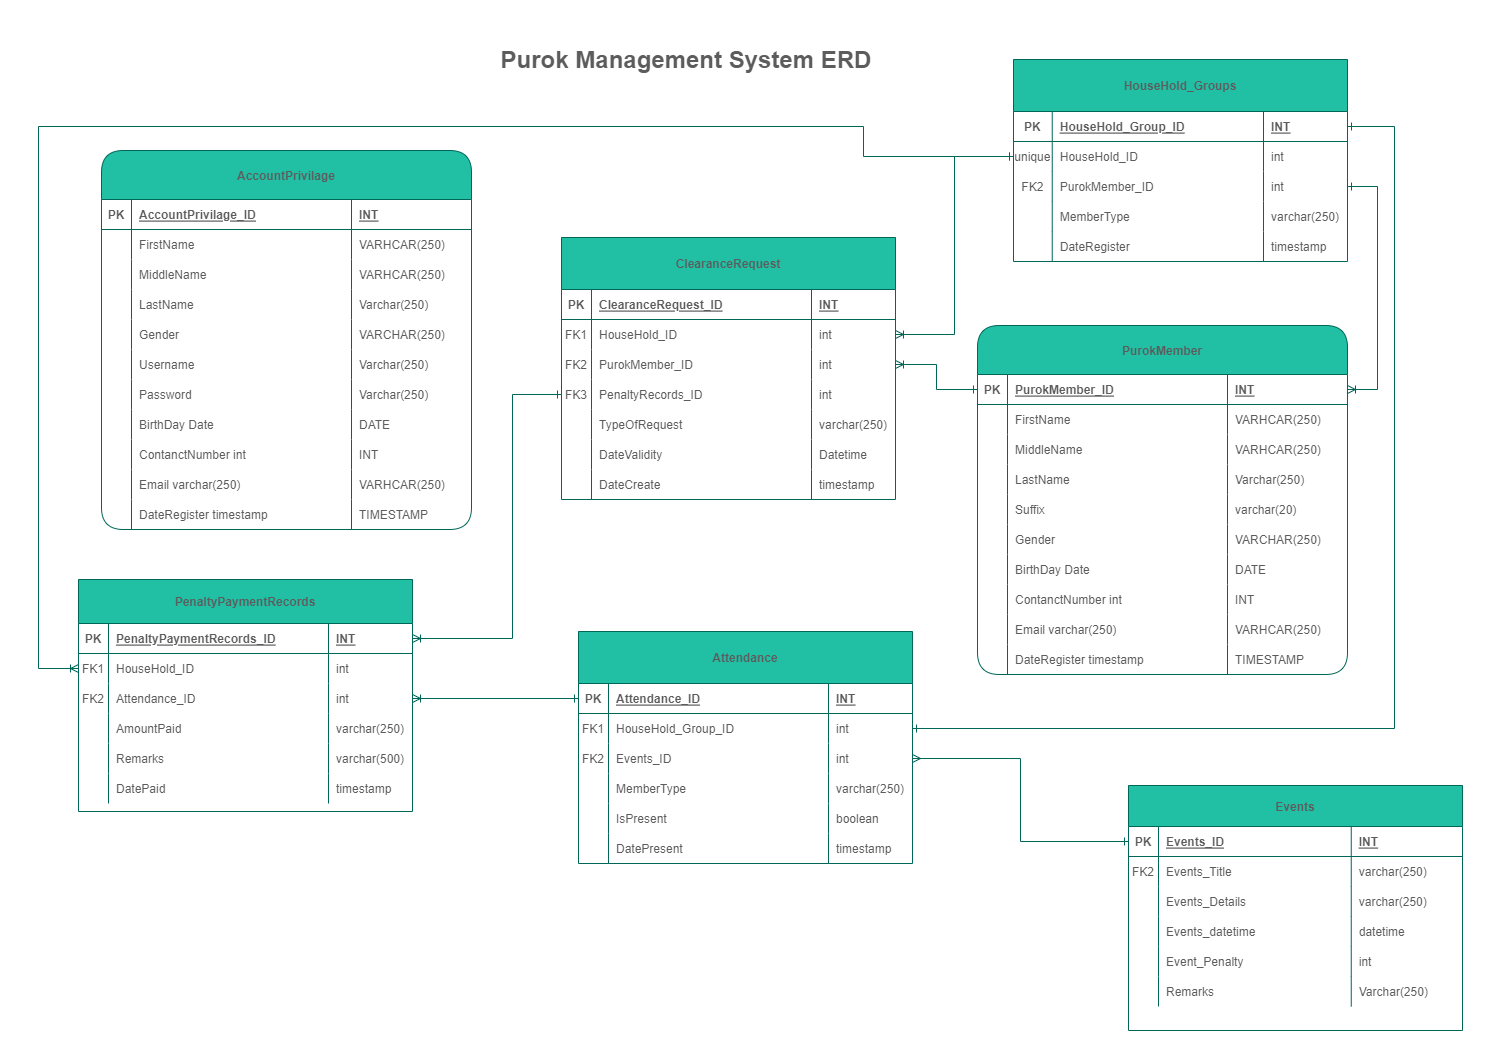 Purok Management System ERD
HouseHold_Groups
PK HouseHold_Group_ID INT
unique HouseHold_ID int
FK2 PurokMember_ID int
MemberType varchar(250)
DateRegister timestamp
AccountPrivilage
PK AccountPrivilage_ID INT
FirstName VARHCAR(250)
MiddleName VARHCAR(250)
LastName Varchar(250)
Gender VARCHAR(250)
Username Varchar(250)
Password Varchar(250)
BirthDay Date DATE
ContanctNumber int INT
Email varchar(250) VARHCAR(250)
DateRegister timestamp TIMESTAMP
ClearanceRequest
PK ClearanceRequest_ID INT
FK1 HouseHold_ID int
FK2 PurokMember_ID int
FK3 PenaltyRecords_ID int
TypeOfRequest varchar(250)
DateValidity Datetime
DateCreate timestamp
PurokMember
PK PurokMember_ID INT
FirstName VARHCAR(250)
MiddleName VARHCAR(250)
LastName Varchar(250)
Suffix varchar(20)
Gender VARCHAR(250)
BirthDay Date DATE
ContanctNumber int INT
Email varchar(250) VARHCAR(250)
DateRegister timestamp TIMESTAMP
PenaltyPaymentRecords
PK PenaltyPaymentRecords_ID INT
FK1 HouseHold_ID int
FK2 Attendance_ID int
AmountPaid varchar(250)
Remarks varchar(500)
DatePaid timestamp
Attendance
PK Attendance_ID INT
FK1 HouseHold_Group_ID int
FK2 Events_ID int
MemberType varchar(250)
IsPresent boolean
DatePresent timestamp
Events
PK Events_ID INT
FK2 Events_Title varchar(250)
Events_Details varchar(250)
Events_datetime datetime
Event_Penalty int
Remarks Varchar(250)